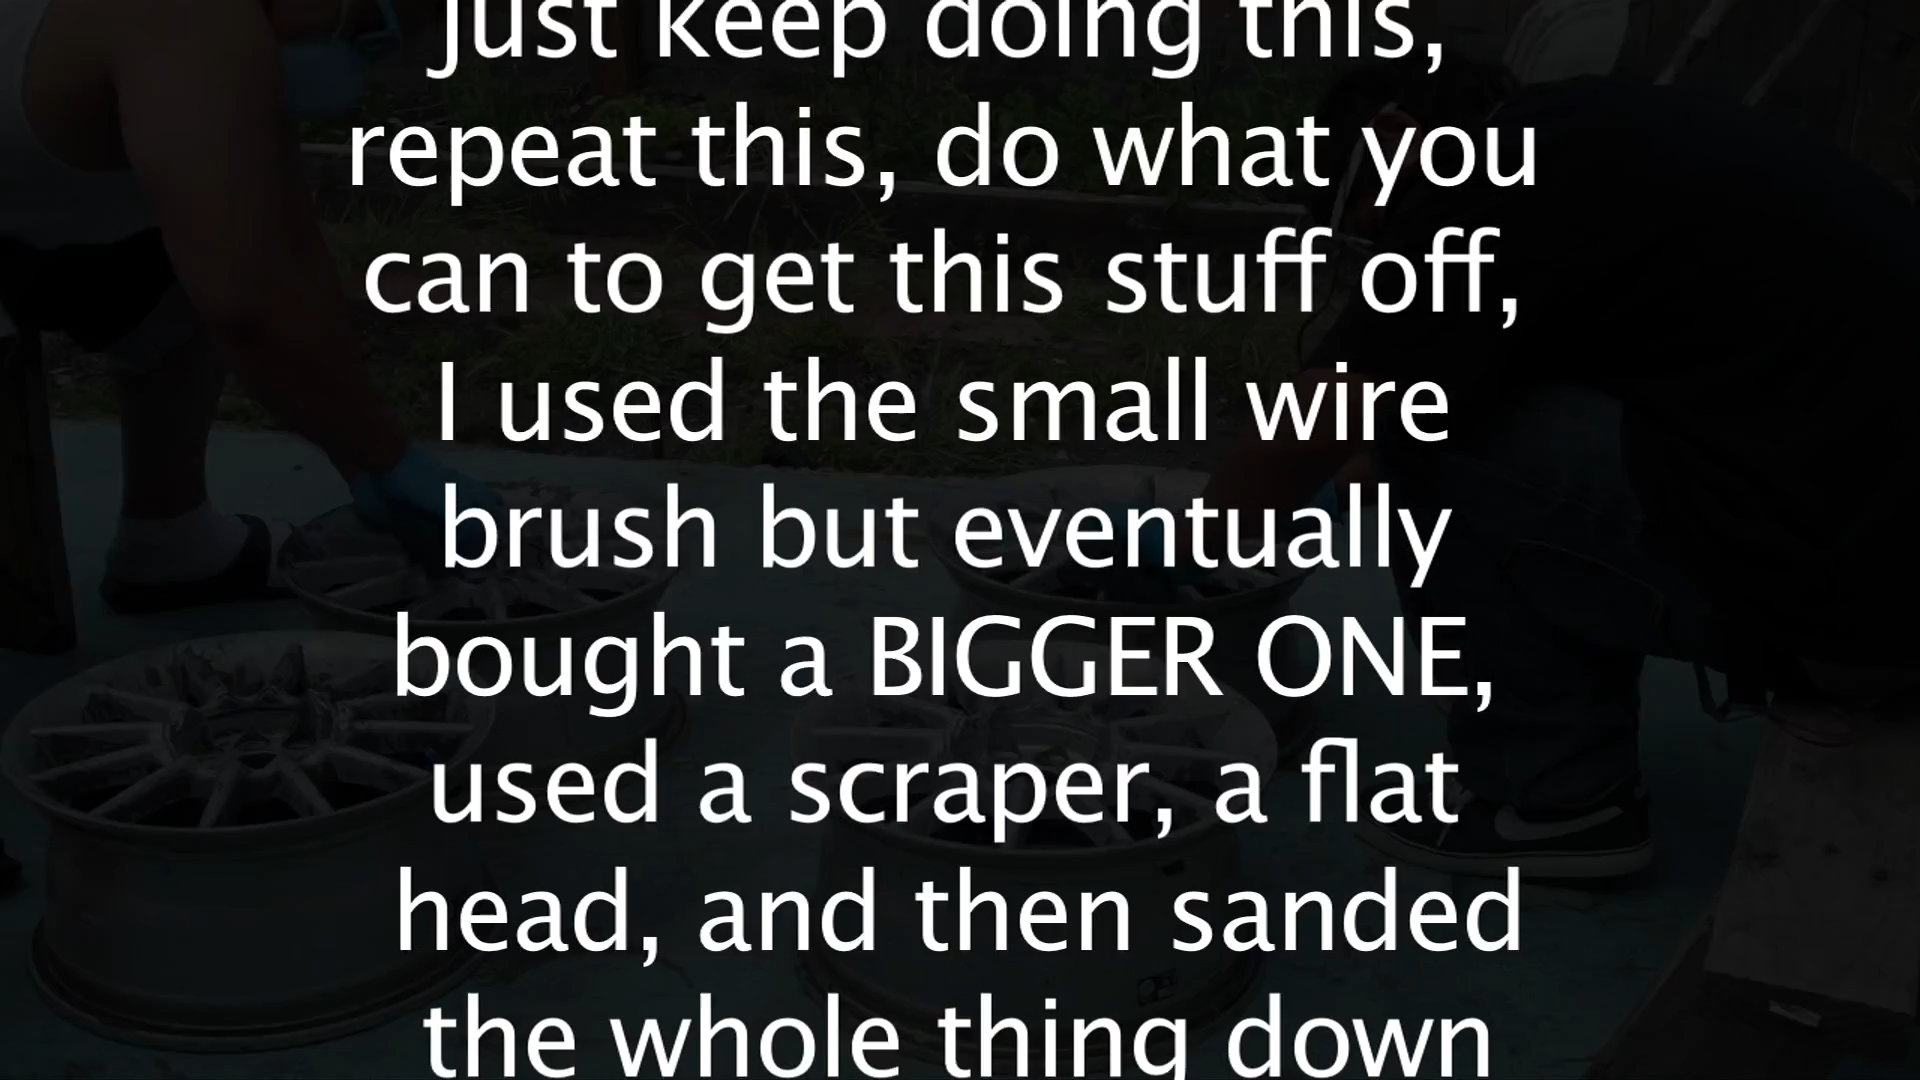 Just keep doing this,
repeat this, do what you
can to get this stuff off,
I used the small wire
brush but eventually
bought a BIGGER ONE,
used a scraper, a flat
head, and then sanded
the whole thing down